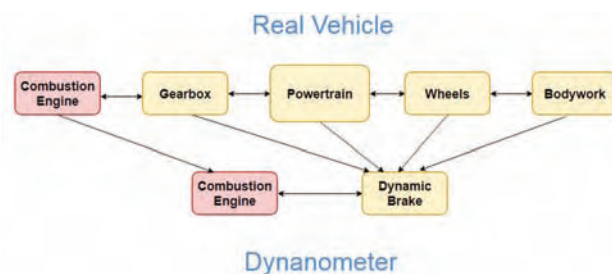 Real Vehicle
Combustion
Engine
Gearbox
Powertrain
Wheels
Bodywork
Combustion
Engine
Dynamic
Brake
Dynanometer